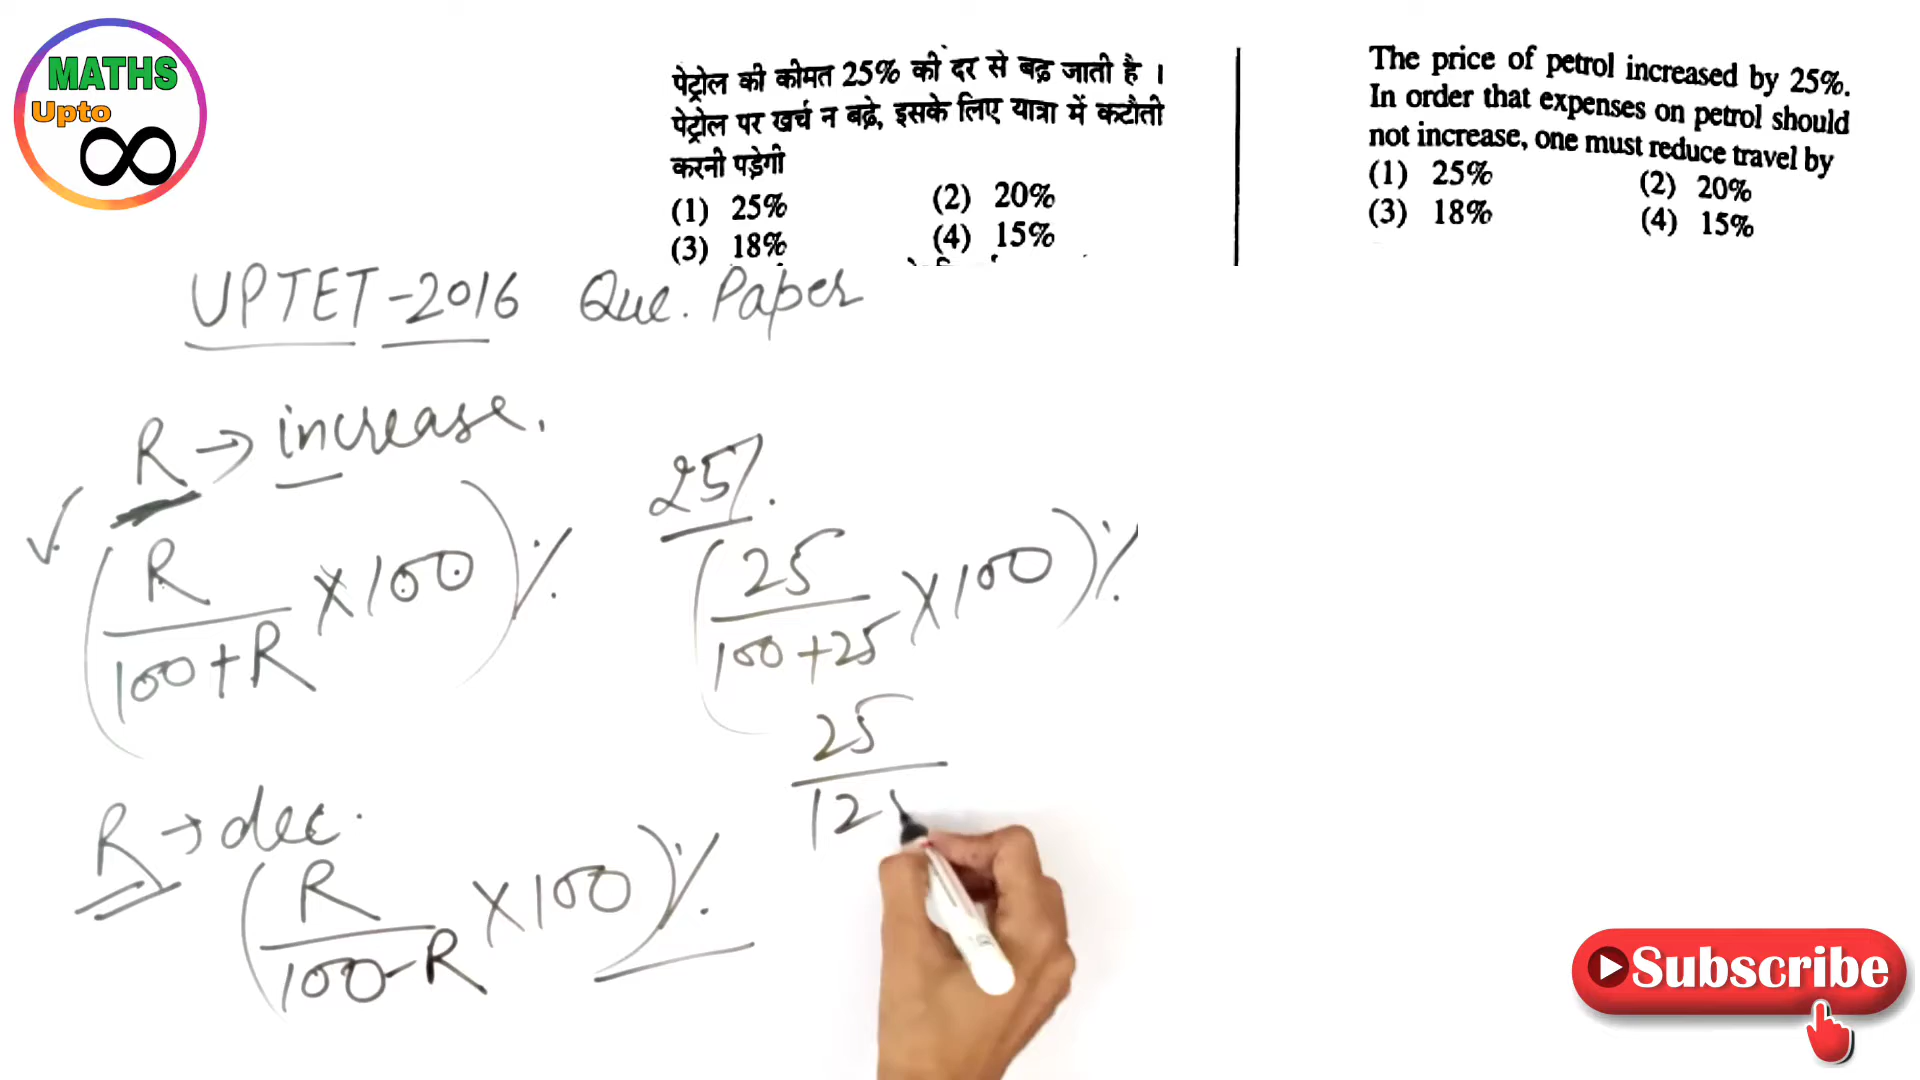 MATHS
Upto
∞
पेट्रोल की कीमत 25% की दर से बढ़ जाती है ।
पेट्रोल पर खर्च न बढ़े, इसके लिए यात्रा में कटौती
करनी पड़ेगी
(1) 25% (2) 20%
(3) 18% (4) 15%
The price of petrol increased by 25%.
In order that expenses on petrol should
not increase, one must reduce travel by
(1) 25% (2) 20%
(3) 18% (4) 15%
UPTET-2016 Que. Paper
R → increase.
✓ (R/(100+R) × 100)%
25%.
(25/(100+25) × 100)%
25
12
R → dec.
(R/(100-R) × 100)%
Subscribe